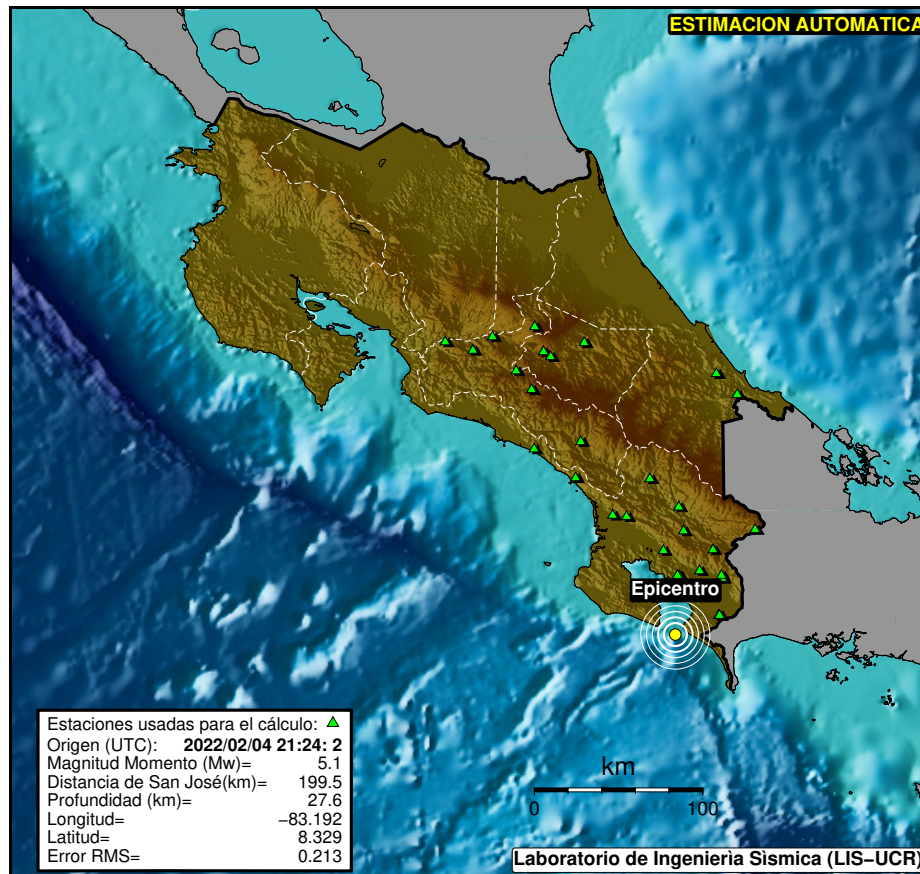 ESTIMACION AUTOMATICA
Epicentro
Estaciones usadas para el cálculo:
Origen (UTC): 2022/02/04 21:24: 2
Magnitud Momento (Mw)= 5.1
Distancia de San José(km)= 199.5
Profundidad (km)= 27.6
Longitud= −83.192
Latitud= 8.329
Error RMS= 0.213
km
0 100
Laboratorio de Ingenierìa Sìsmica (LIS−UCR)